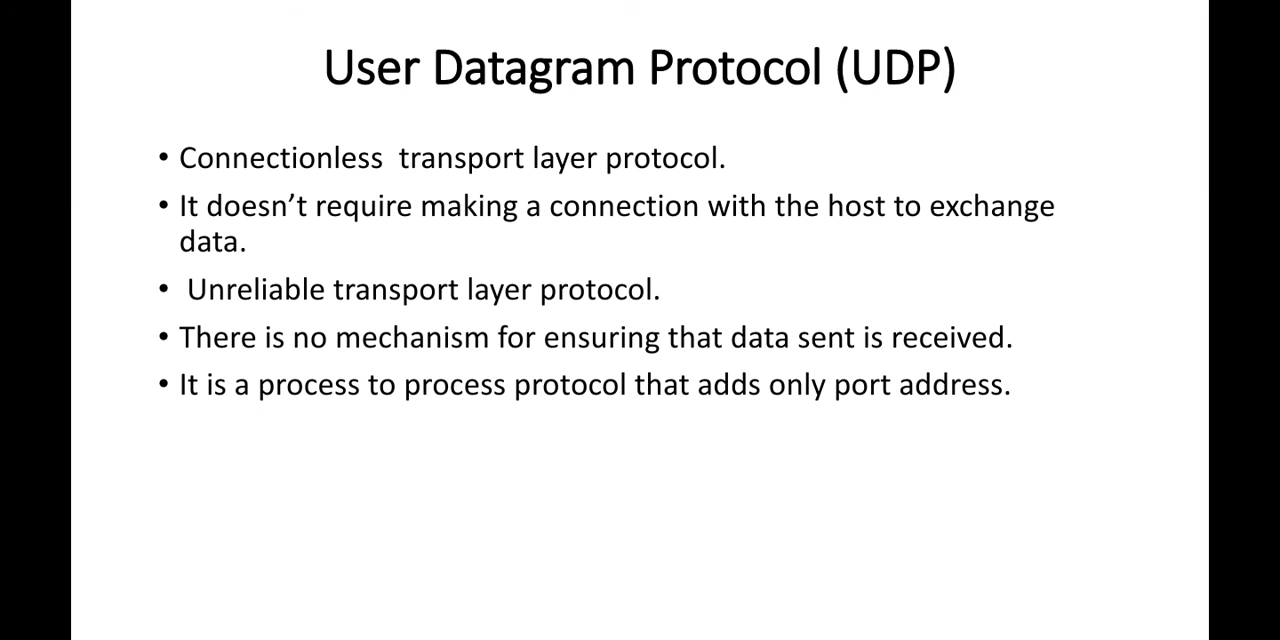 User Datagram Protocol (UDP)
• Connectionless  transport layer protocol.
• It doesn’t require making a connection with the host to exchange
data.
•  Unreliable transport layer protocol.
• There is no mechanism for ensuring that data sent is received.
• It is a process to process protocol that adds only port address.